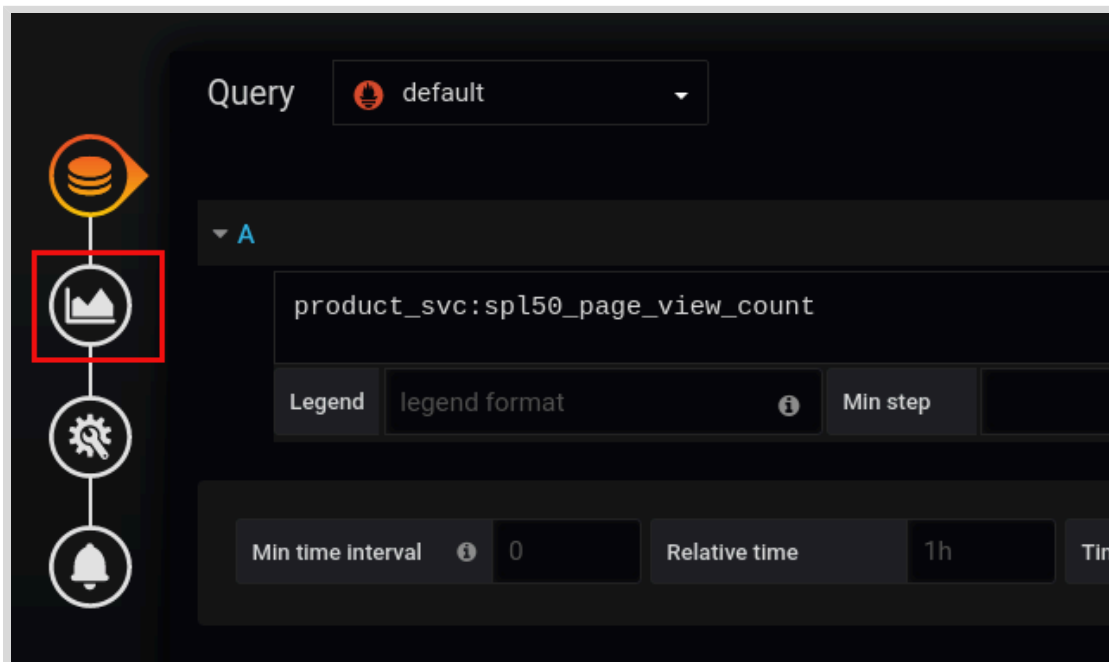 Query default
A
product_svc:spl50_page_view_count
Legend legend format Min step
Min time interval 0 Relative time 1h